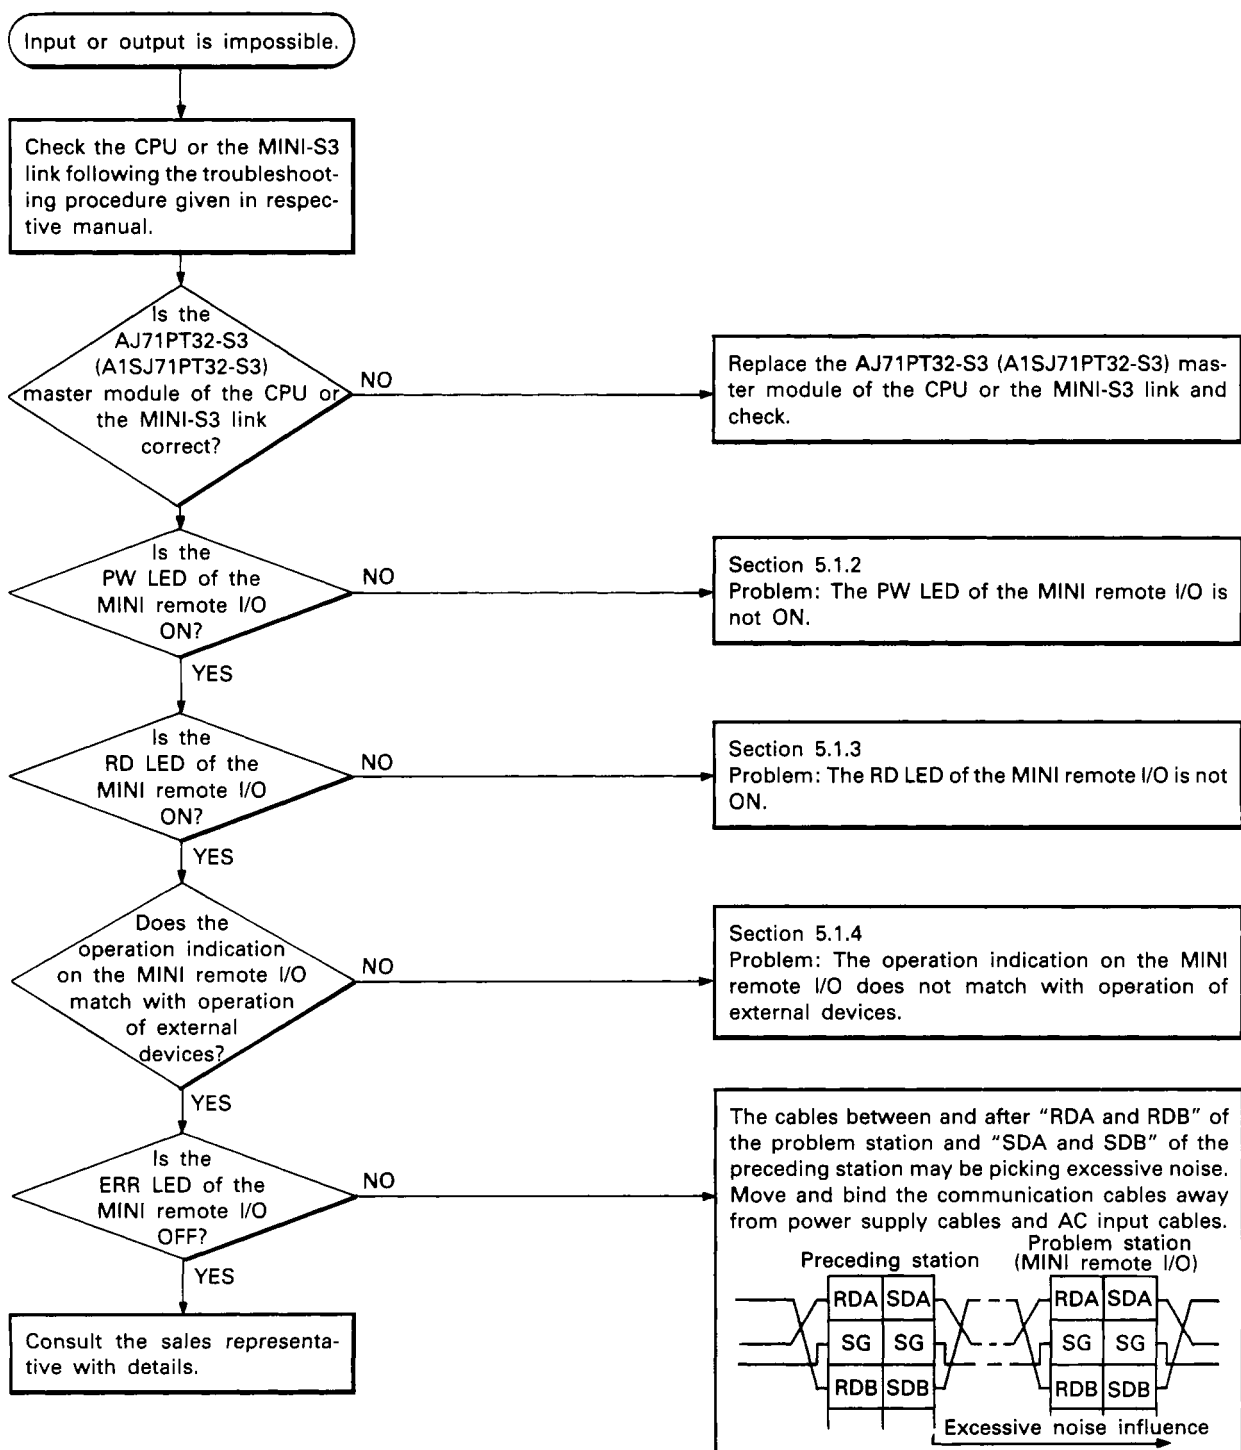 Input or output is impossible.
Check the CPU or the MINI-S3
link following the troubleshoot-
ing procedure given in respec-
tive manual.
Is the
AJ71PT32-S3
(A1SJ71PT32-S3)
master module of the CPU or
the MINI-S3 link
correct?
NO
Replace the AJ71PT32-S3 (A1SJ71PT32-S3) mas-
ter module of the CPU or the MINI-S3 link and
check.
Is the
PW LED of the
MINI remote I/O
ON?
NO
Section 5.1.2
Problem: The PW LED of the MINI remote I/O is
not ON.
YES
Is the
RD LED of the
MINI remote I/O
ON?
NO
Section 5.1.3
Problem: The RD LED of the MINI remote I/O is not
ON.
YES
Does the
operation indication
on the MINI remote I/O
match with operation
of external
devices?
NO
Section 5.1.4
Problem: The operation indication on the MINI
remote I/O does not match with operation of
external devices.
YES
Is the
ERR LED of the
MINI remote I/O
OFF?
NO
The cables between and after “RDA and RDB” of
the problem station and “SDA and SDB” of the
preceding station may be picking excessive noise.
Move and bind the communication cables away
from power supply cables and AC input cables.
Preceding station
Problem station
(MINI remote I/O)
RDA SDA
SG SG
RDB SDB
RDA SDA
SG SG
RDB SDB
Excessive noise influence
YES
Consult the sales representa-
tive with details.